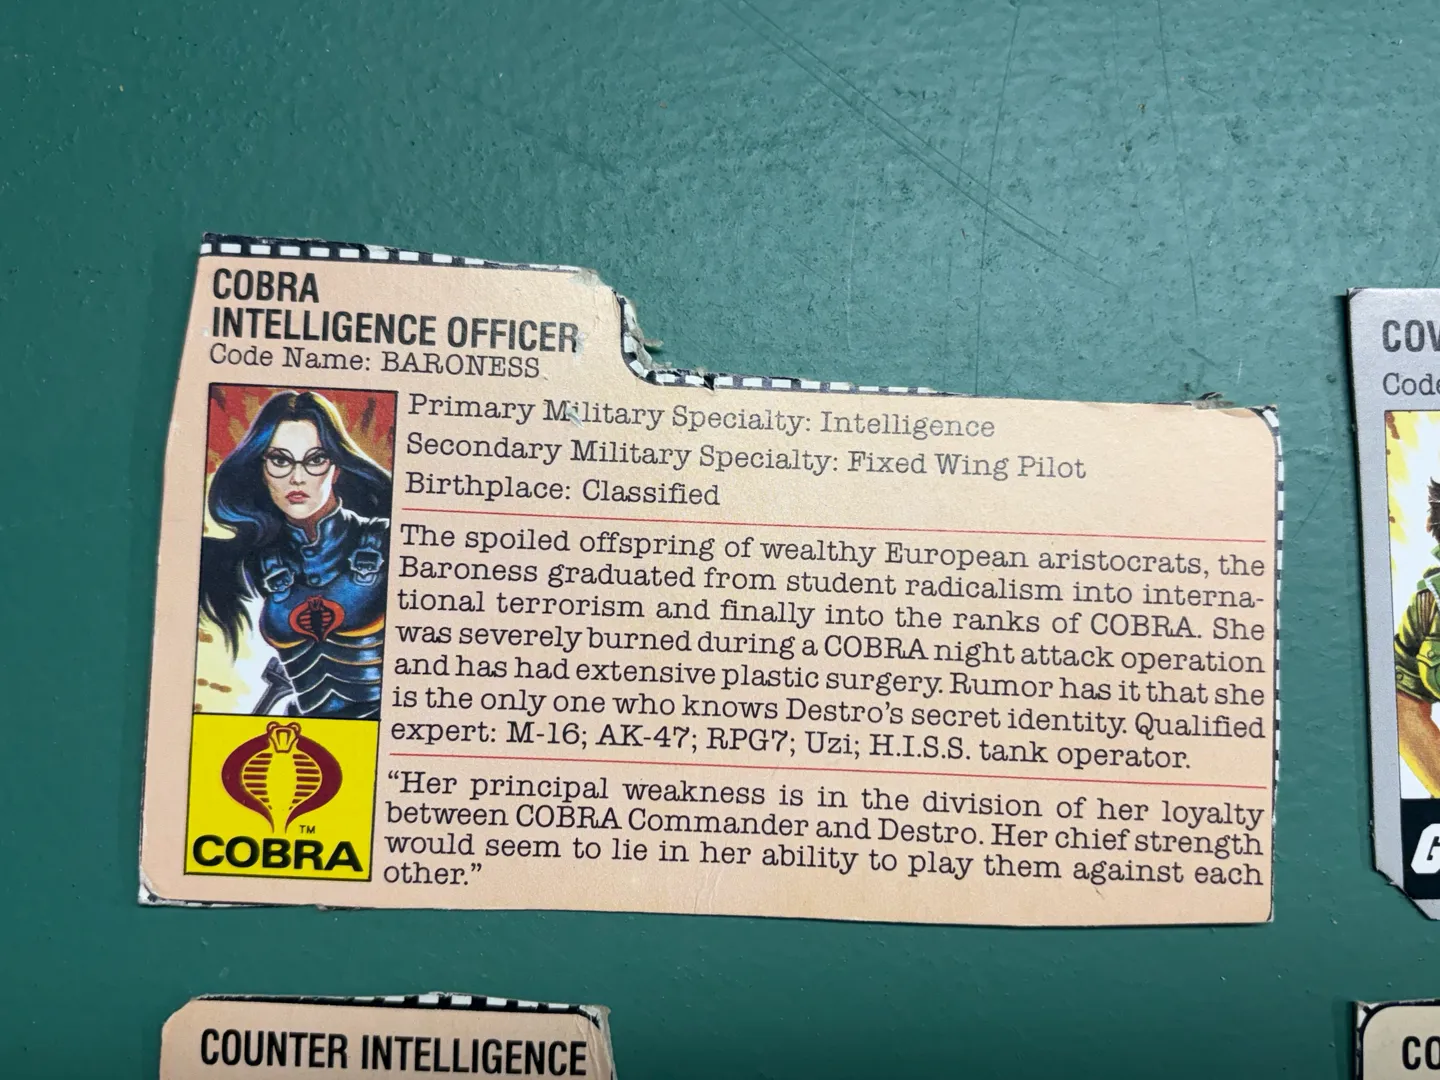 COBRA
INTELLIGENCE OFFICER
Code Name: BARONESS
Primary Military Specialty: Intelligence
Secondary Military Specialty: Fixed Wing Pilot
Birthplace: Classified
The spoiled offspring of wealthy European aristocrats, the
Baroness graduated from student radicalism into interna-
tional terrorism and finally into the ranks of COBRA. She
was severely burned during a COBRA night attack operation
and has had extensive plastic surgery. Rumor has it that she
is the only one who knows Destro's secret identity. Qualified
expert: M-16; AK-47; RPG7; Uzi; H.I.S.S. tank operator.
“Her principal weakness is in the division of her loyalty
between COBRA Commander and Destro. Her chief strength
would seem to lie in her ability to play them against each
other.”
TM
COBRA
COV
Code
G
COUNTER INTELLIGENCE
CO